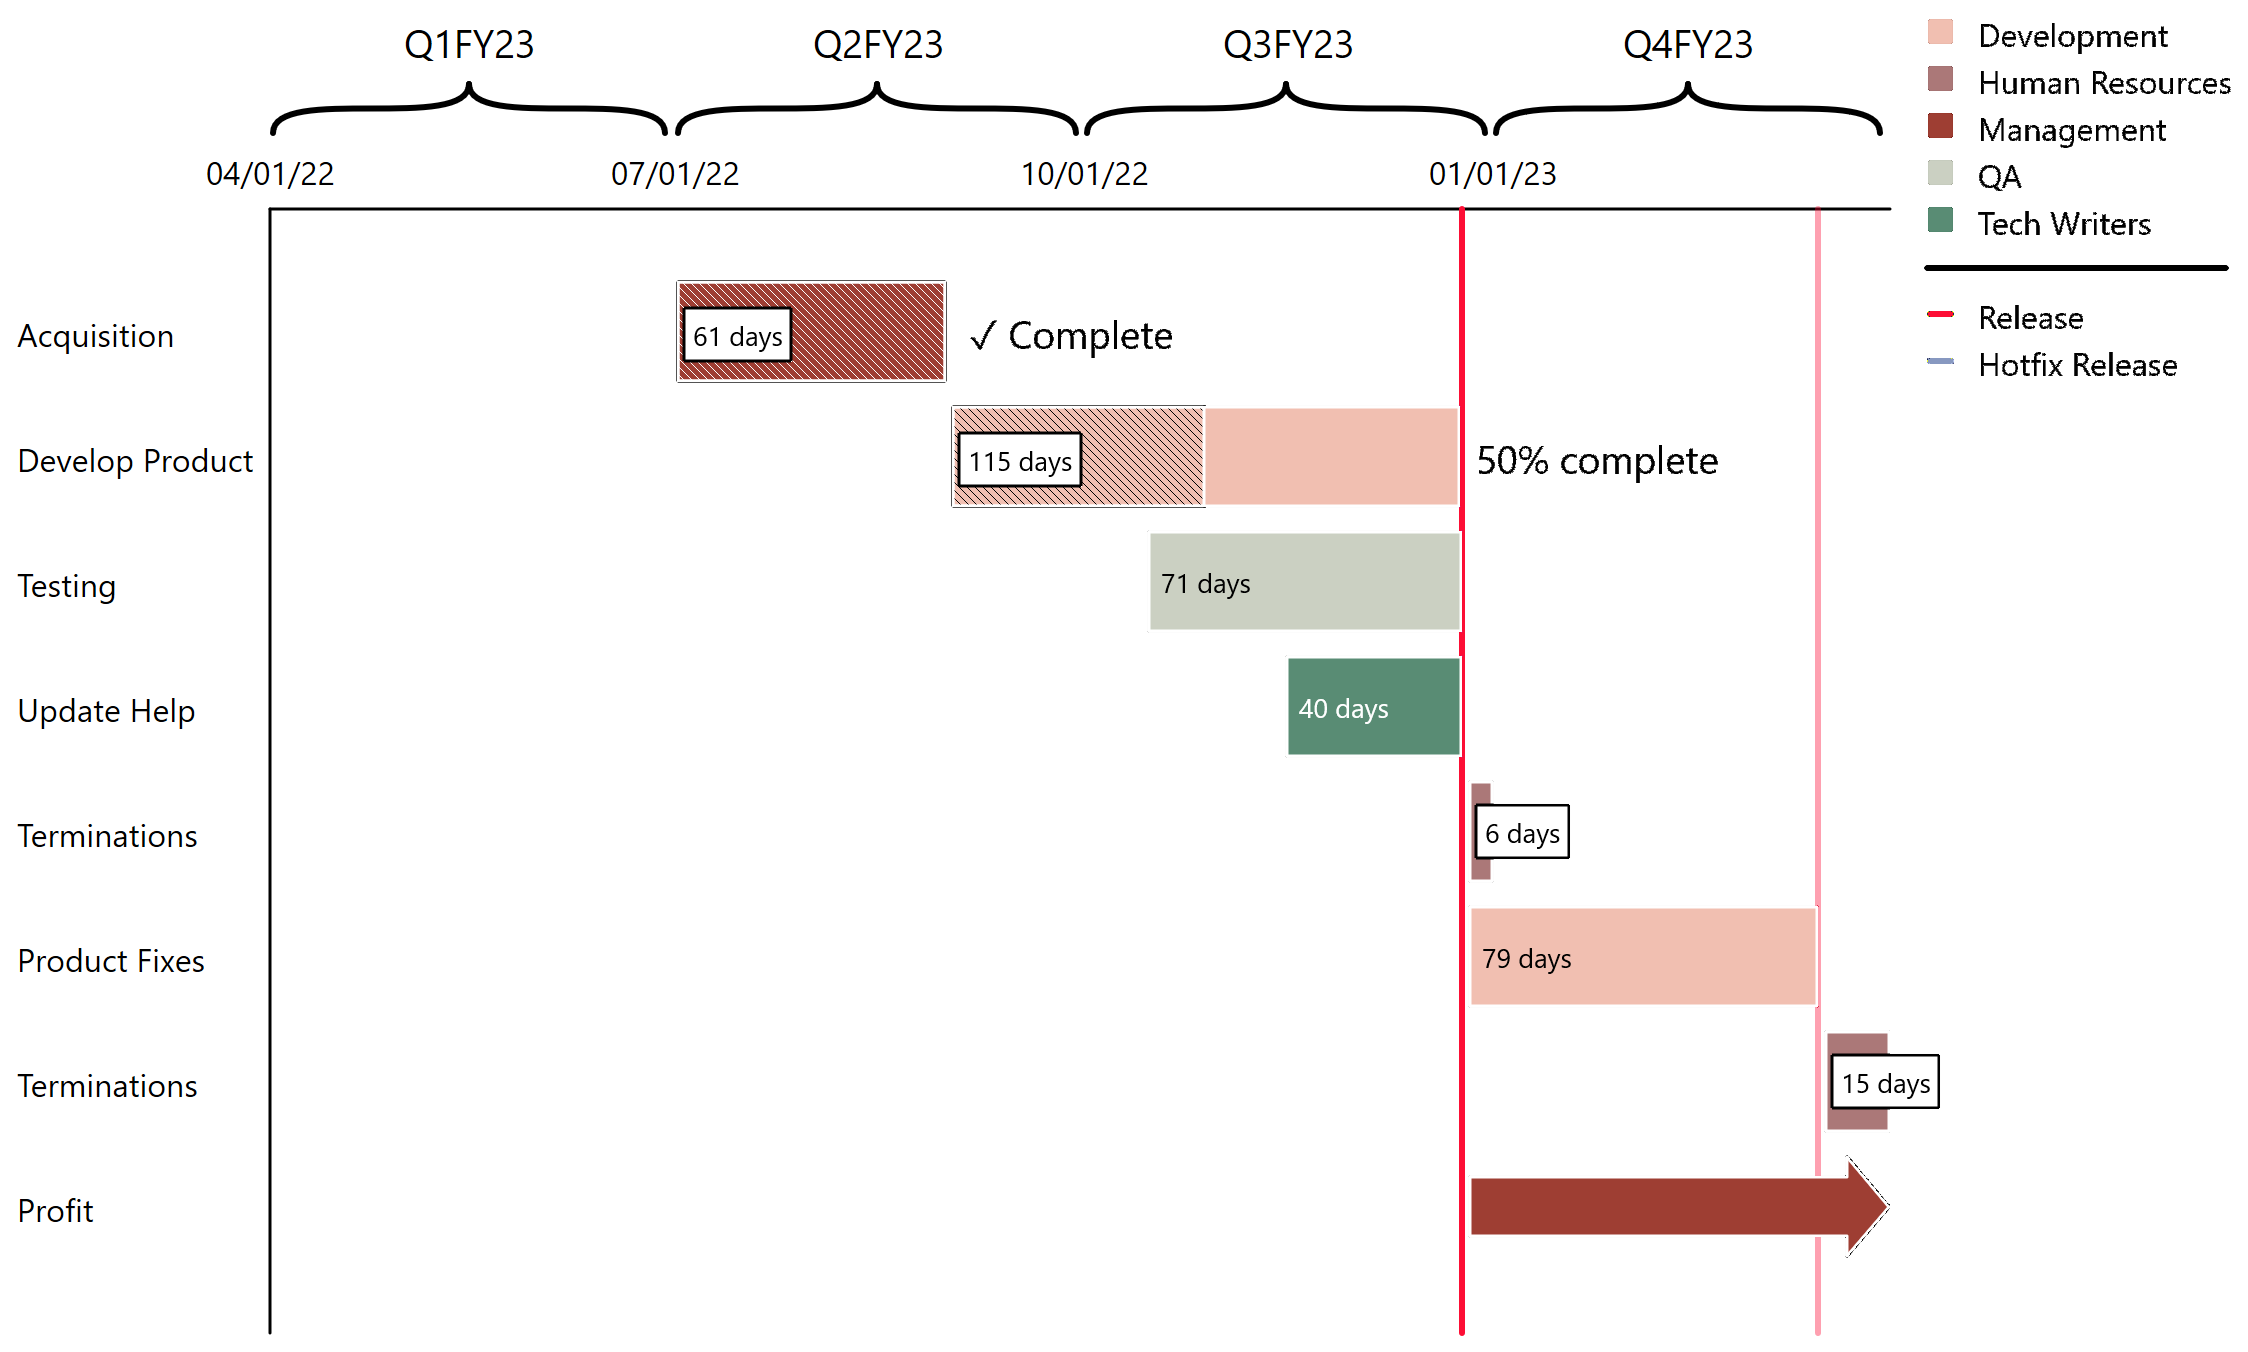 Q1FY23 Q2FY23 Q3FY23 Q4FY23
04/01/22 07/01/22 10/01/22 01/01/23
Development
Human Resources
Management
QA
Tech Writers
Release
Hotfix Release
Acquisition 61 days ✓ Complete
Develop Product 115 days 50% complete
Testing 71 days
Update Help 40 days
Terminations 6 days
Product Fixes 79 days
Terminations 15 days
Profit